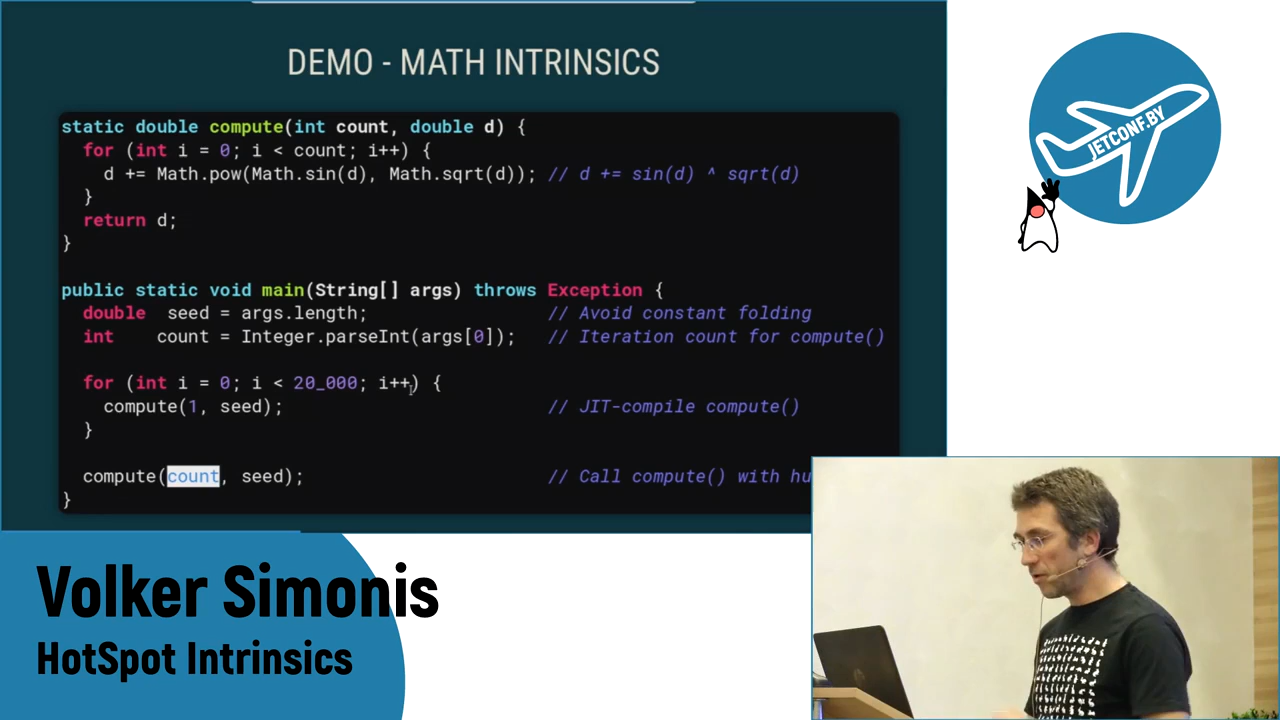 DEMO - MATH INTRINSICS
static double compute(int count, double d) {
for (int i = 0; i < count; i++) {
d += Math.pow(Math.sin(d), Math.sqrt(d)); // d += sin(d) ^ sqrt(d)
}
return d;
}
public static void main(String[] args) throws Exception {
double seed = args.length; // Avoid constant folding
int count = Integer.parseInt(args[0]); // Iteration count for compute()
for (int i = 0; i < 20_000; i++) {
compute(1, seed); // JIT-compile compute()
}
compute(count, seed); // Call compute() with hu
}
JETCONF.BY
Volker Simonis
HotSpot Intrinsics